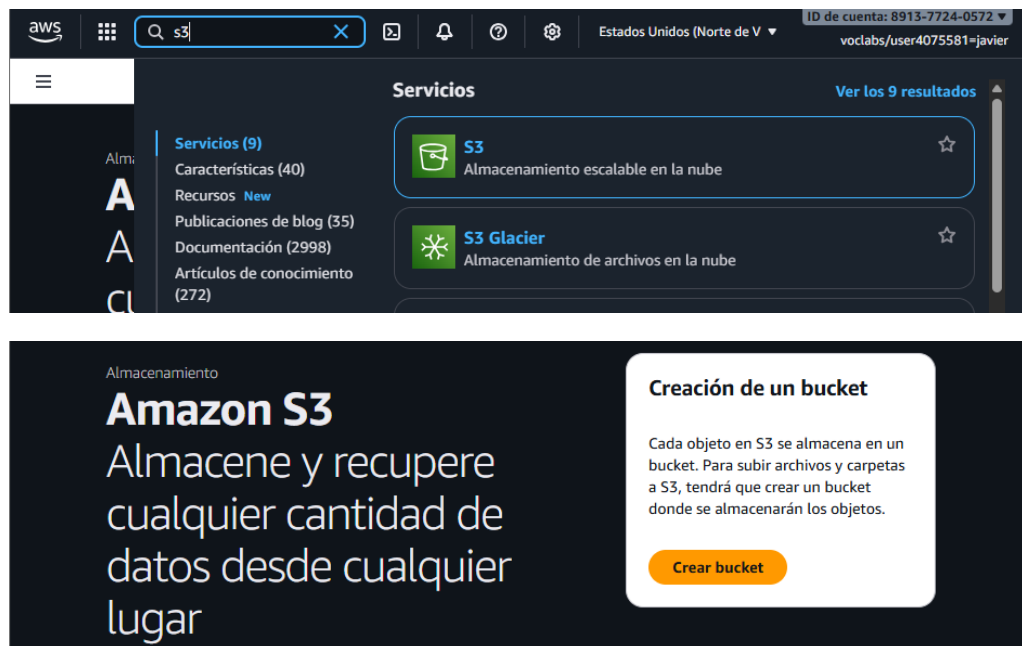 aws
s3
Estados Unidos (Norte de V
ID de cuenta: 8913-7724-0572
voclabs/user4075581=javier
Servicios
Ver los 9 resultados
Servicios (9)
Características (40)
Recursos New
Publicaciones de blog (35)
Documentación (2998)
Artículos de conocimiento
(272)
S3
Almacenamiento escalable en la nube
S3 Glacier
Almacenamiento de archivos en la nube
Alma
A
A
cu
Almacenamiento
Amazon S3
Almacene y recupere
cualquier cantidad de
datos desde cualquier
lugar
Creación de un bucket
Cada objeto en S3 se almacena en un
bucket. Para subir archivos y carpetas
a S3, tendrá que crear un bucket
donde se almacenarán los objetos.
Crear bucket